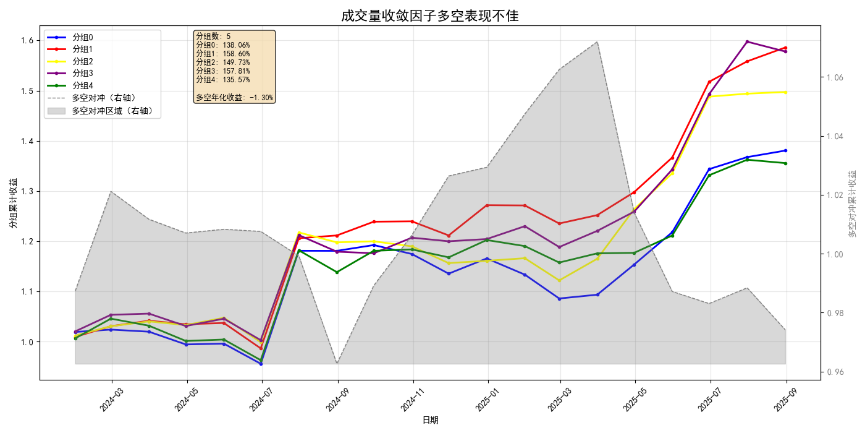 成交量收敛因子多空表现不佳
分组0
分组1
分组2
分组3
分组4
多空对冲（右轴）
多空对冲区域（右轴）
分组数: 5
分组0: 138.06%
分组1: 158.60%
分组2: 149.73%
分组3: 157.81%
分组4: 135.57%
多空年化收益: -1.30%
分组累计收益
1.6
1.5
1.4
1.3
1.2
1.1
1.0
多空对冲累计收益
1.06
1.04
1.02
1.00
0.98
0.96
2024-03
2024-05
2024-07
2024-09
2024-11
2025-01
2025-03
2025-05
2025-07
2025-09
日期